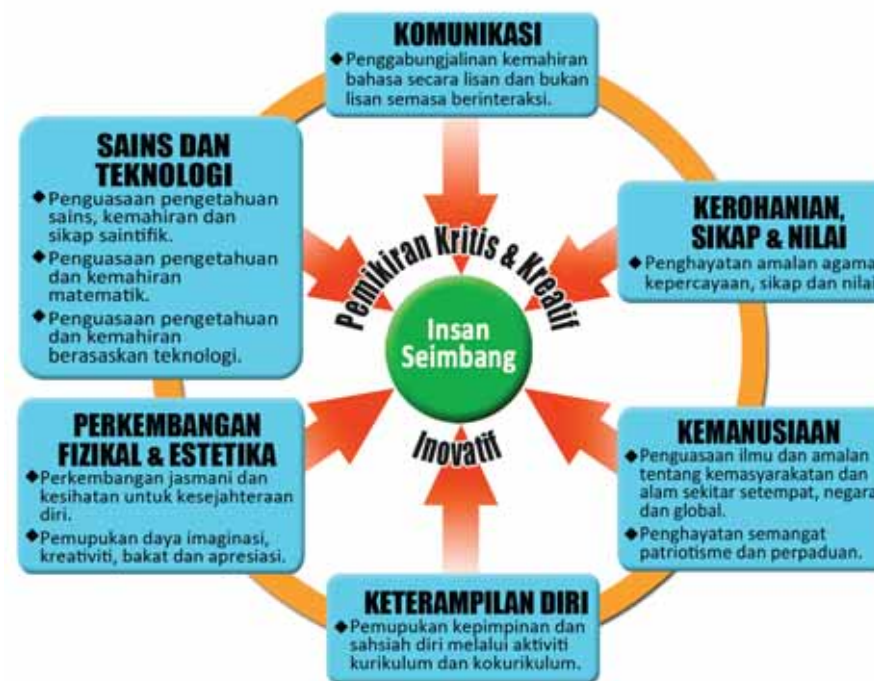 KOMUNIKASI
◆Penggabungjalinan kemahiran
bahasa secara lisan dan bukan
lisan semasa berinteraksi.
SAINS DAN
TEKNOLOGI
◆Penguasaan pengetahuan
sains, kemahiran dan
sikap saintifik.
◆Penguasaan pengetahuan
dan kemahiran
matematik.
◆Penguasaan pengetahuan
dan kemahiran
berasaskan teknologi.
KEROHANIAN,
SIKAP & NILAI
◆Penghayatan amalan agama
kepercayaan, sikap dan nilai
Pemikiran Kritis & Kreatif
Insan
Seimbang
Inovatif
PERKEMBANGAN
FIZIKAL & ESTETIKA
◆Perkembangan jasmani dan
kesihatan untuk kesejahteraan
diri.
◆Pemupukan daya imaginasi,
kreativiti, bakat dan apresiasi.
KEMANUSIAAN
◆Penguasaan ilmu dan amalan
tentang kemasyarakatan dan
alam sekitar setempat, negara
dan global.
◆Penghayatan semangat
patriotisme dan perpaduan.
KETERAMPILAN DIRI
◆Pemupukan kepimpinan dan
sahsiah diri melalui aktiviti
kurikulum dan kokurikulum.